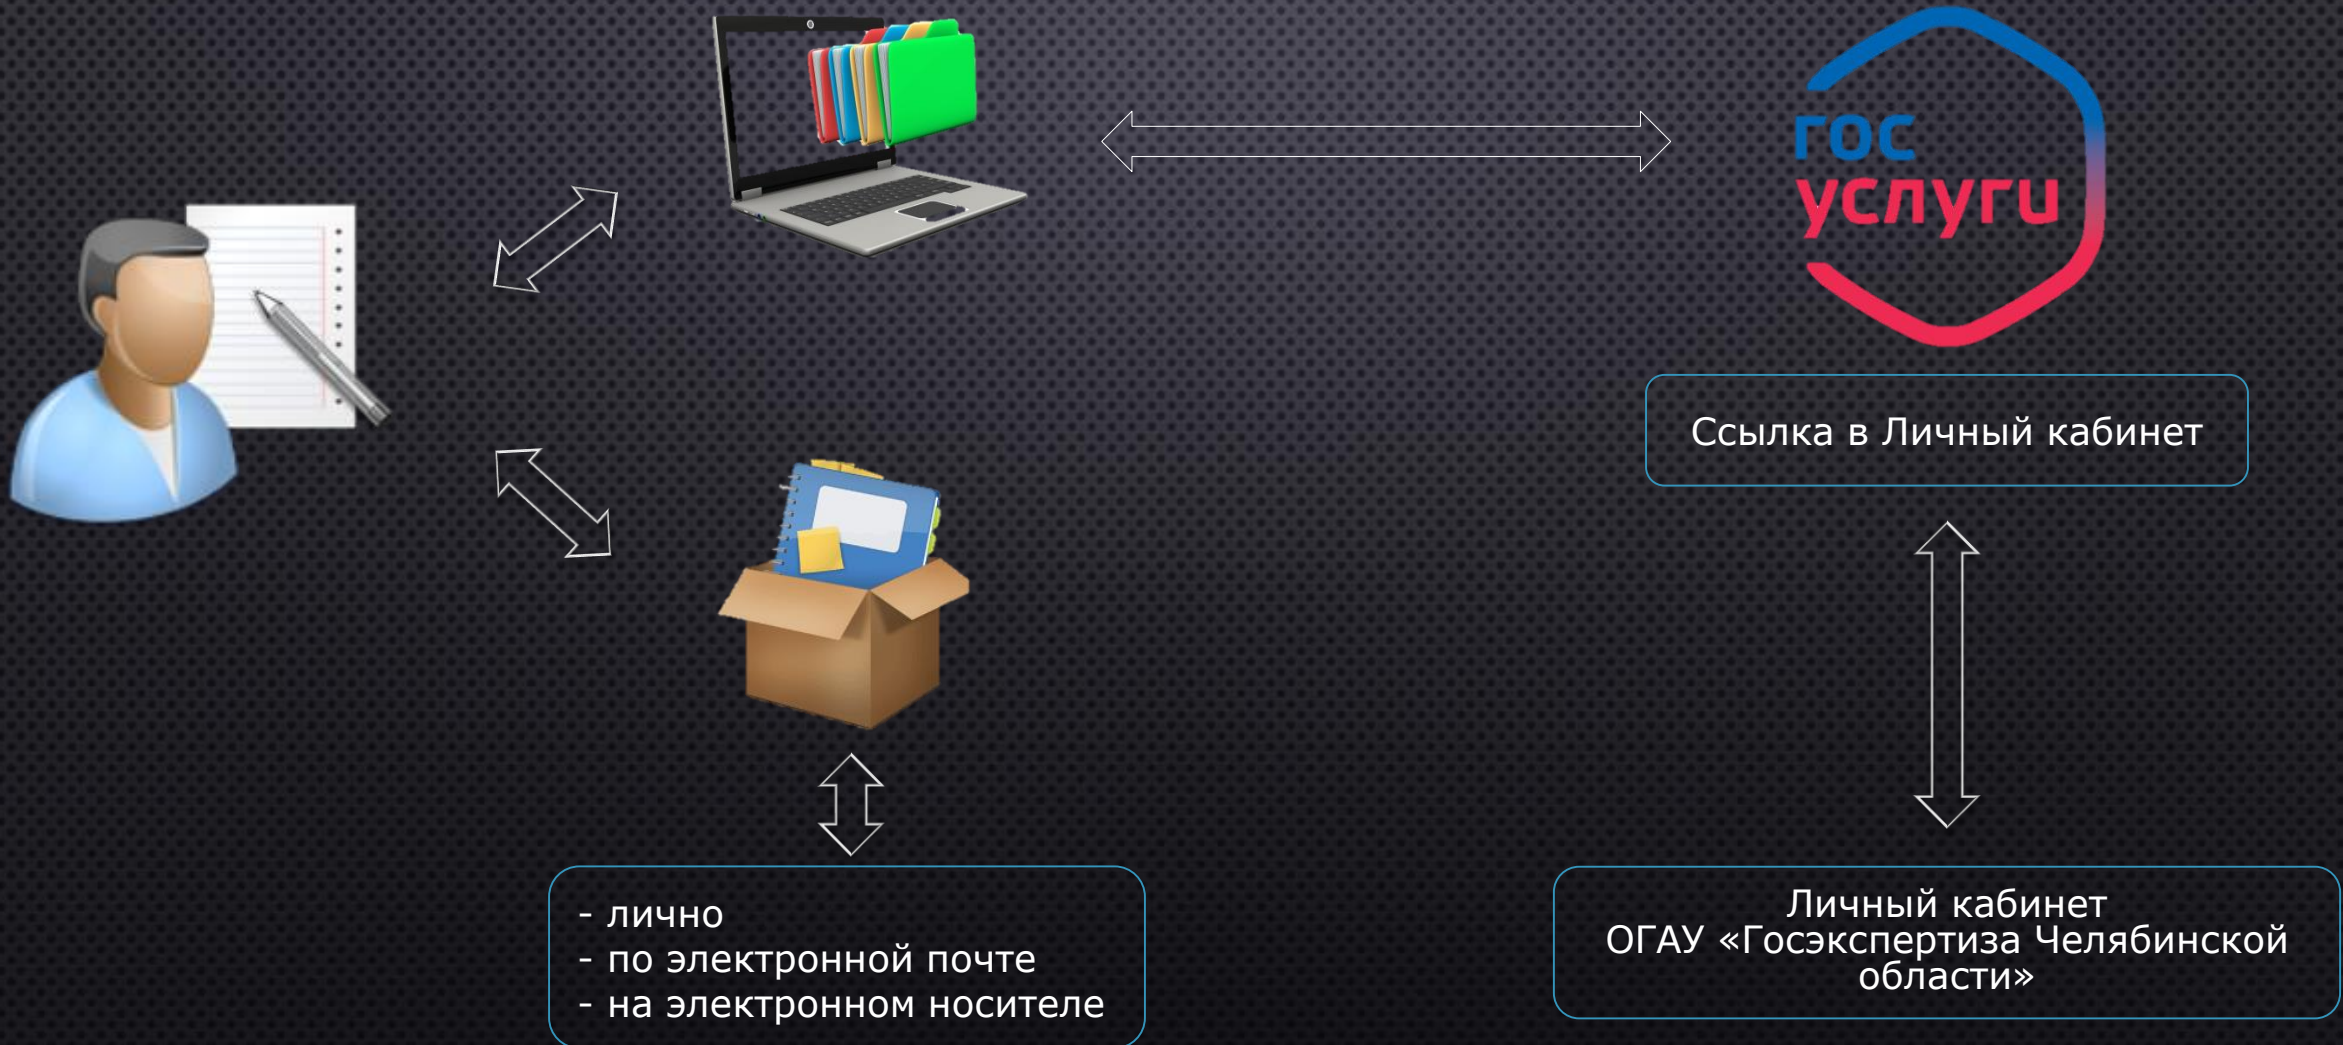 гос
услуги
Ссылка в Личный кабинет
- лично
- по электронной почте
- на электронном носителе
Личный кабинет
ОГАУ «Госэкспертиза Челябинской
области»